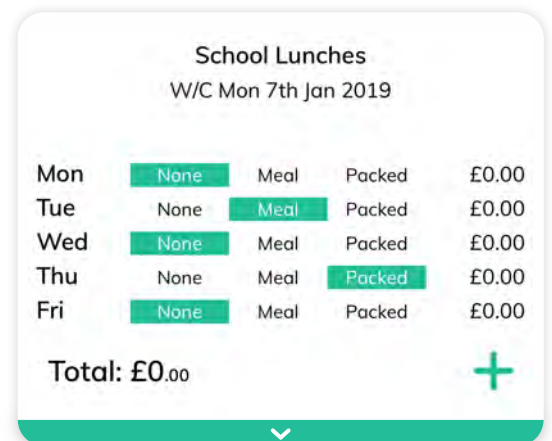 School Lunches
W/C Mon 7th Jan 2019
Mon None Meal Packed £0.00
Tue None Meal Packed £0.00
Wed None Meal Packed £0.00
Thu None Meal Packed £0.00
Fri None Meal Packed £0.00
Total: £0.00